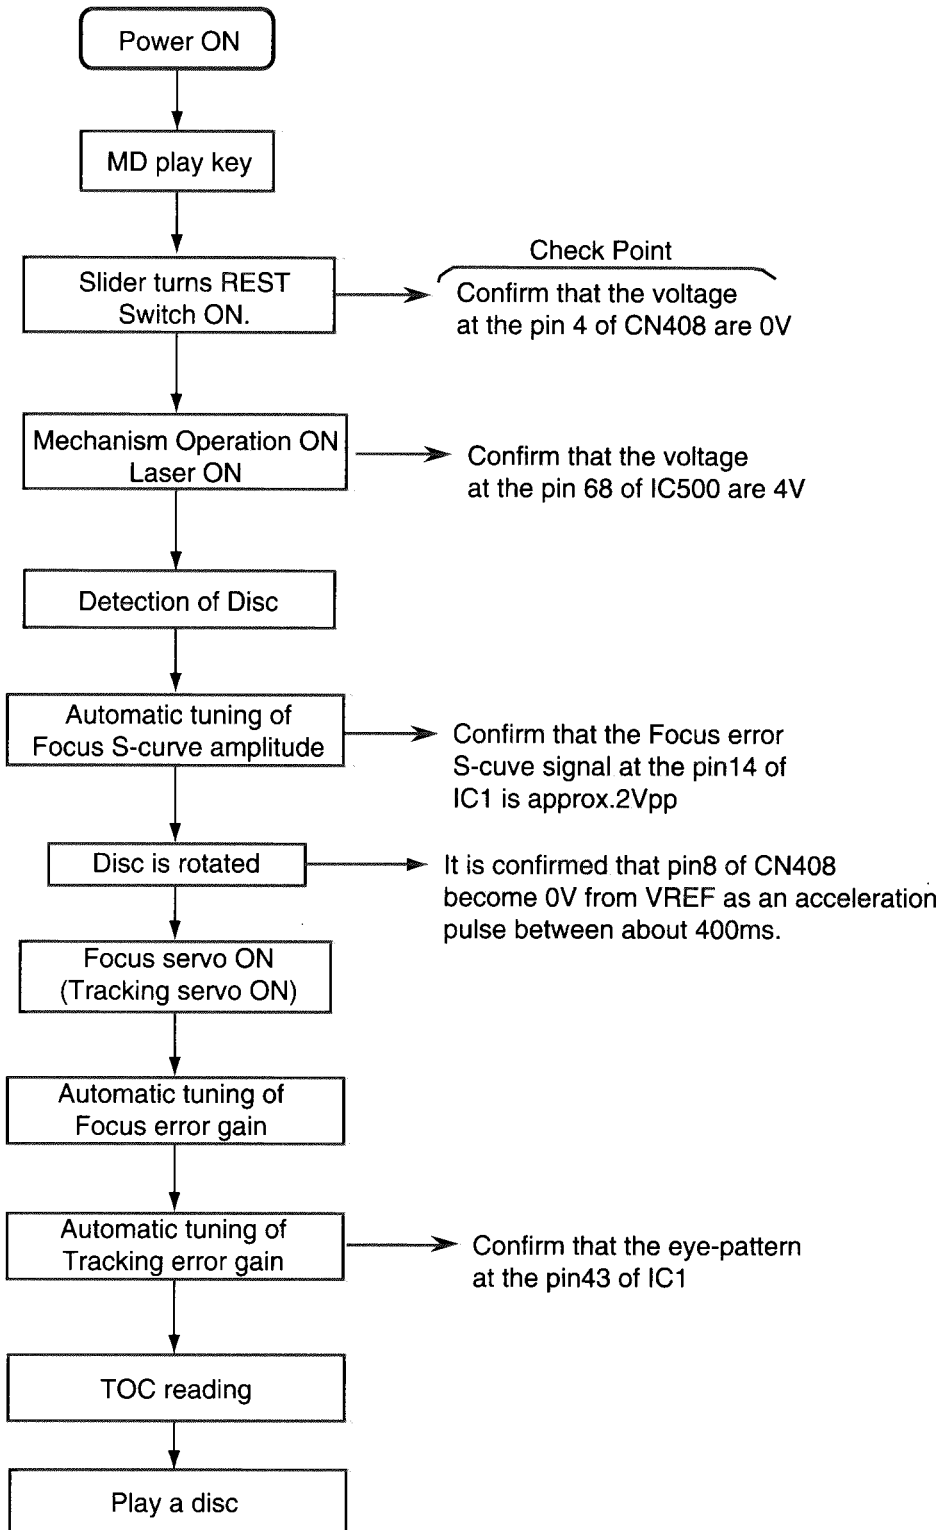 Power ON
MD play key
Check Point
Slider turns REST
Switch ON.
Confirm that the voltage
at the pin 4 of CN408 are 0V
Mechanism Operation ON
Laser ON
Confirm that the voltage
at the pin 68 of IC500 are 4V
Detection of Disc
Automatic tuning of
Focus S-curve amplitude
Confirm that the Focus error
S-cuve signal at the pin14 of
IC1 is approx.2Vpp
Disc is rotated
It is confirmed that pin8 of CN408
become 0V from VREF as an acceleration
pulse between about 400ms.
Focus servo ON
(Tracking servo ON)
Automatic tuning of
Focus error gain
Automatic tuning of
Tracking error gain
Confirm that the eye-pattern
at the pin43 of IC1
TOC reading
Play a disc